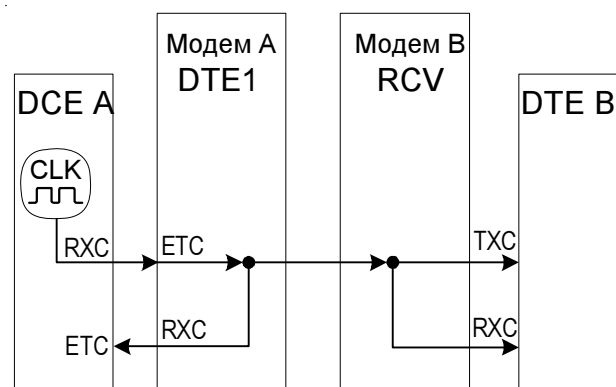 Модем А
DTE1
Модем В
RCV
DCE A
DTE B
CLK
RXC
ETC
TXC
ETC
RXC
RXC